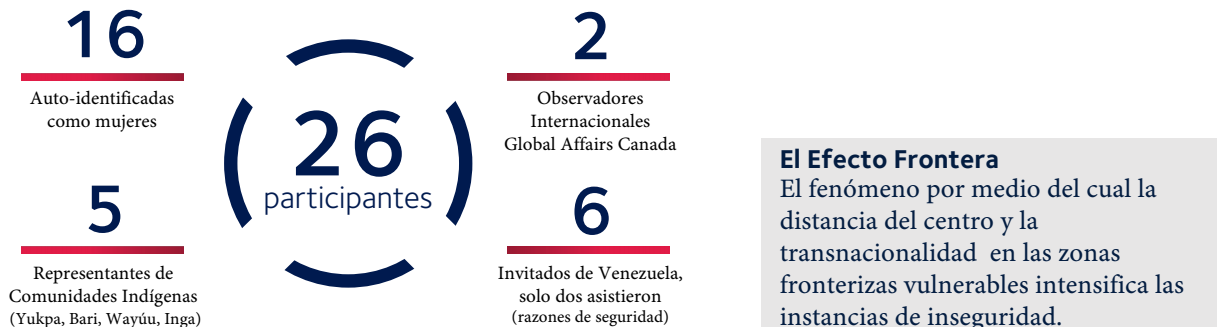 16
Auto-identificadas
como mujeres
5
Representantes de
Comunidades Indígenas
(Yukpa, Bari, Wayúu, Inga)
26
participantes
2
Observadores
Internacionales
Global Affairs Canada
6
Invitados de Venezuela,
solo dos asistieron
(razones de seguridad)
El Efecto Frontera
El fenómeno por medio del cual la
distancia del centro y la
transnacionalidad en las zonas
fronterizas vulnerables intensifica las
instancias de inseguridad.